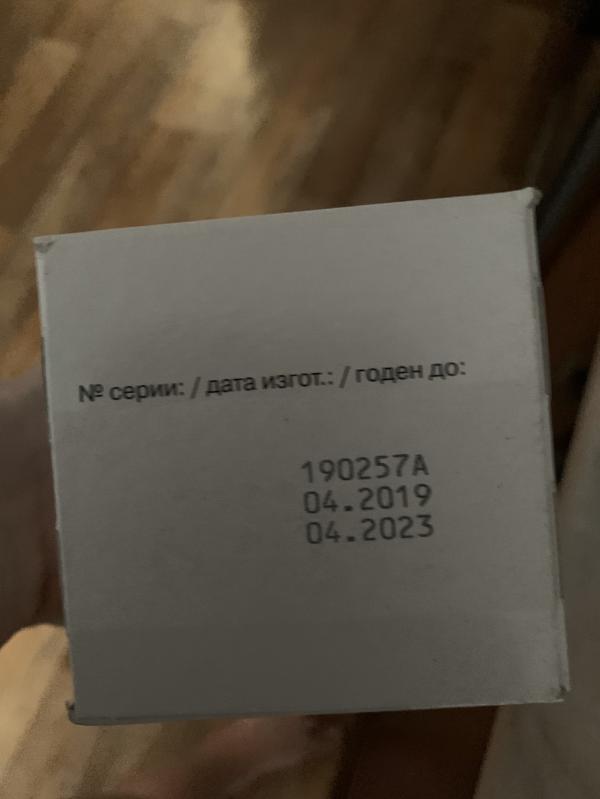 № серии: / дата изгот.: / годен до:
190257A
04.2019
04.2023